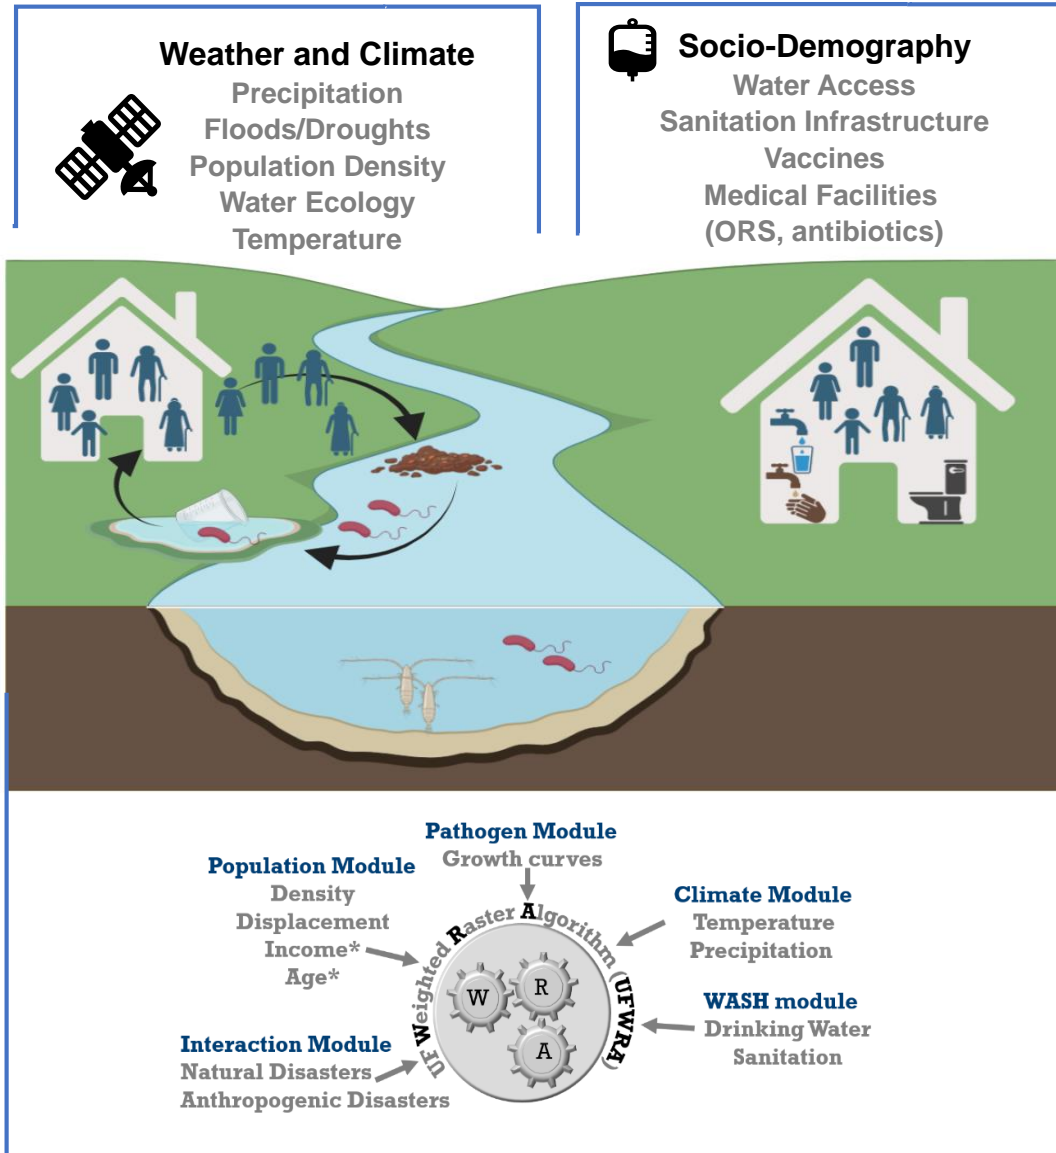 Weather and Climate
Precipitation
Floods/Droughts
Population Density
Water Ecology
Temperature
Socio-Demography
Water Access
Sanitation Infrastructure
Vaccines
Medical Facilities
(ORS, antibiotics)
Pathogen Module
Growth curves
Population Module
Density
Displacement
Income*
Age*
Climate Module
Temperature
Precipitation
WASH module
Drinking Water
Sanitation
Interaction Module
Natural Disasters
Anthropogenic Disasters
UF Weighted Raster Algorithm (UFWRA)
W
R
A